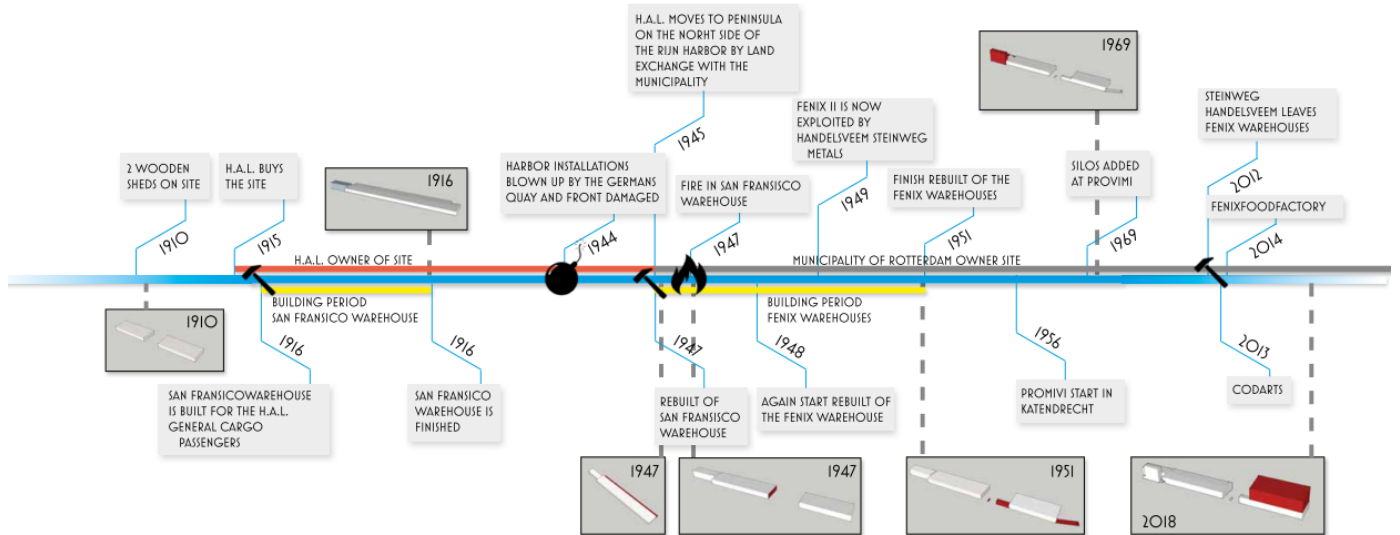 H.A.L. MOVES TO PENINSULA
ON THE NORHT SIDE OF
THE RIJN HARBOR BY LAND
EXCHANGE WITH THE
MUNICIPALITY
1945
1969
STEINWEG
HANDELSVEEM LEAVES
FENIX WAREHOUSES
2012
FENIX II IS NOW
EXPLOITED BY
HANDELSVEEM STEINWEG
METALS
1949
2 WOODEN
SHEDS ON SITE
1910
H.A.L. BUYS
THE SITE
1915
1916
HARBOR INSTALLATIONS
BLOWN UP BY THE GERMANS
QUAY AND FRONT DAMAGED
1944
FIRE IN SAN FRANSISCO
WAREHOUSE
1947
FINISH REBUILT OF THE
FENIX WAREHOUSES
1951
SILOS ADDED
AT PROVIMI
1969
FENIXFOODFACTORY
2014
H.A.L. OWNER OF SITE
MUNICIPALITY OF ROTTERDAM OWNER SITE
BUILDING PERIOD
SAN FRANSICO WAREHOUSE
BUILDING PERIOD
FENIX WAREHOUSES
1910
1916
SAN FRANSICOWAREHOUSE
IS BUILT FOR THE H.A.L.
GENERAL CARGO
PASSENGERS
1916
SAN FRANSICO
WAREHOUSE IS
FINISHED
1947
REBUILT OF
SAN FRANSISCO
WAREHOUSE
1948
AGAIN START REBUILT OF
THE FENIX WAREHOUSE
1956
PROMIVI START IN
KATENDRECHT
2013
CODARTS
1947
1947
1951
2018